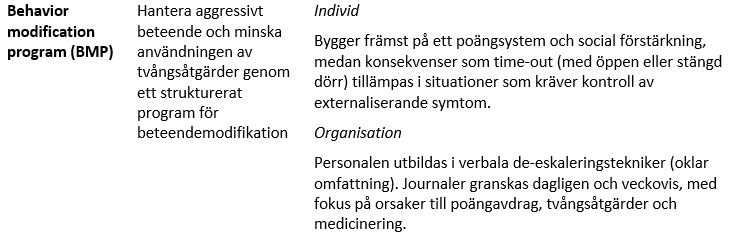 Behavior
modification
program (BMP)
Hantera aggressivt
beteende och minska
användningen av
tvångsåtgärder genom
ett strukturerat
program för
beteendemodifikation
Individ
Bygger främst på ett poängsystem och social förstärkning,
medan konsekvenser som time-out (med öppen eller stängd
dörr) tillämpas i situationer som kräver kontroll av
externaliserande symtom.
Organisation
Personalen utbildas i verbala de-eskaleringstekniker (oklar
omfattning). Journaler granskas dagligen och veckovis, med
fokus på orsaker till poängavdrag, tvångsåtgärder och
medicinering.